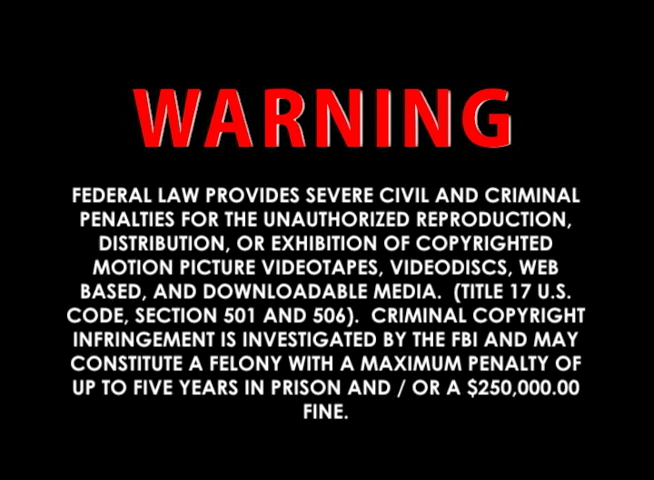 WARNING
FEDERAL LAW PROVIDES SEVERE CIVIL AND CRIMINAL
PENALTIES FOR THE UNAUTHORIZED REPRODUCTION,
DISTRIBUTION, OR EXHIBITION OF COPYRIGHTED
MOTION PICTURE VIDEOTAPES, VIDEODISCS, WEB
BASED, AND DOWNLOADABLE MEDIA.  (TITLE 17 U.S.
CODE, SECTION 501 AND 506).  CRIMINAL COPYRIGHT
INFRINGEMENT IS INVESTIGATED BY THE FBI AND MAY
CONSTITUTE A FELONY WITH A MAXIMUM PENALTY OF
UP TO FIVE YEARS IN PRISON AND / OR A $250,000.00
FINE.